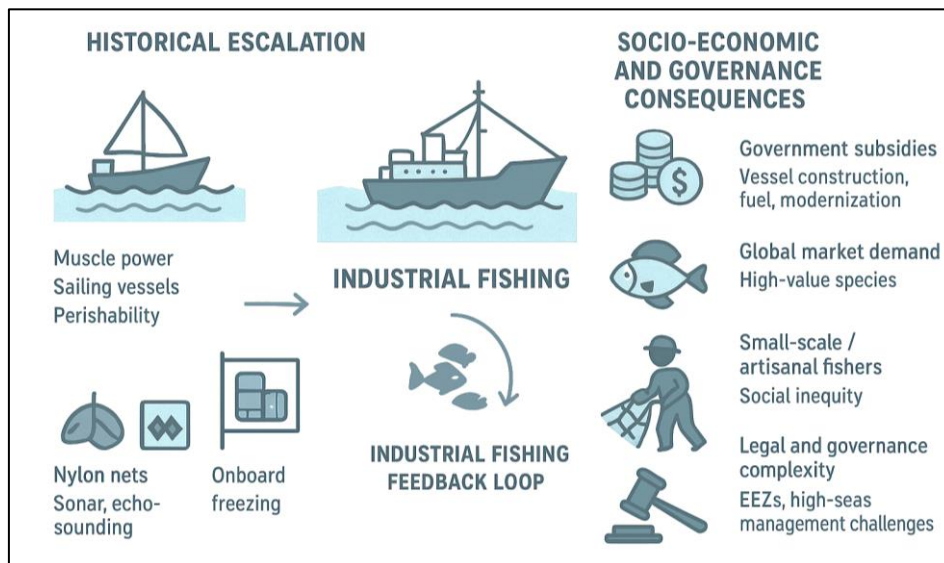 HISTORICAL ESCALATION
Muscle power
Sailing vessels
Perishability
Nylon nets
Sonar, echo-
sounding
Onboard
freezing
INDUSTRIAL FISHING
INDUSTRIAL FISHING
FEEDBACK LOOP
SOCIO-ECONOMIC
AND GOVERNANCE
CONSEQUENCES
$
Government subsidies
Vessel construction,
fuel, modernization
Global market demand
High-value species
Small-scale /
artisanal fishers
Social inequity
Legal and governance
complexity
EEZs, high-seas
management challenges